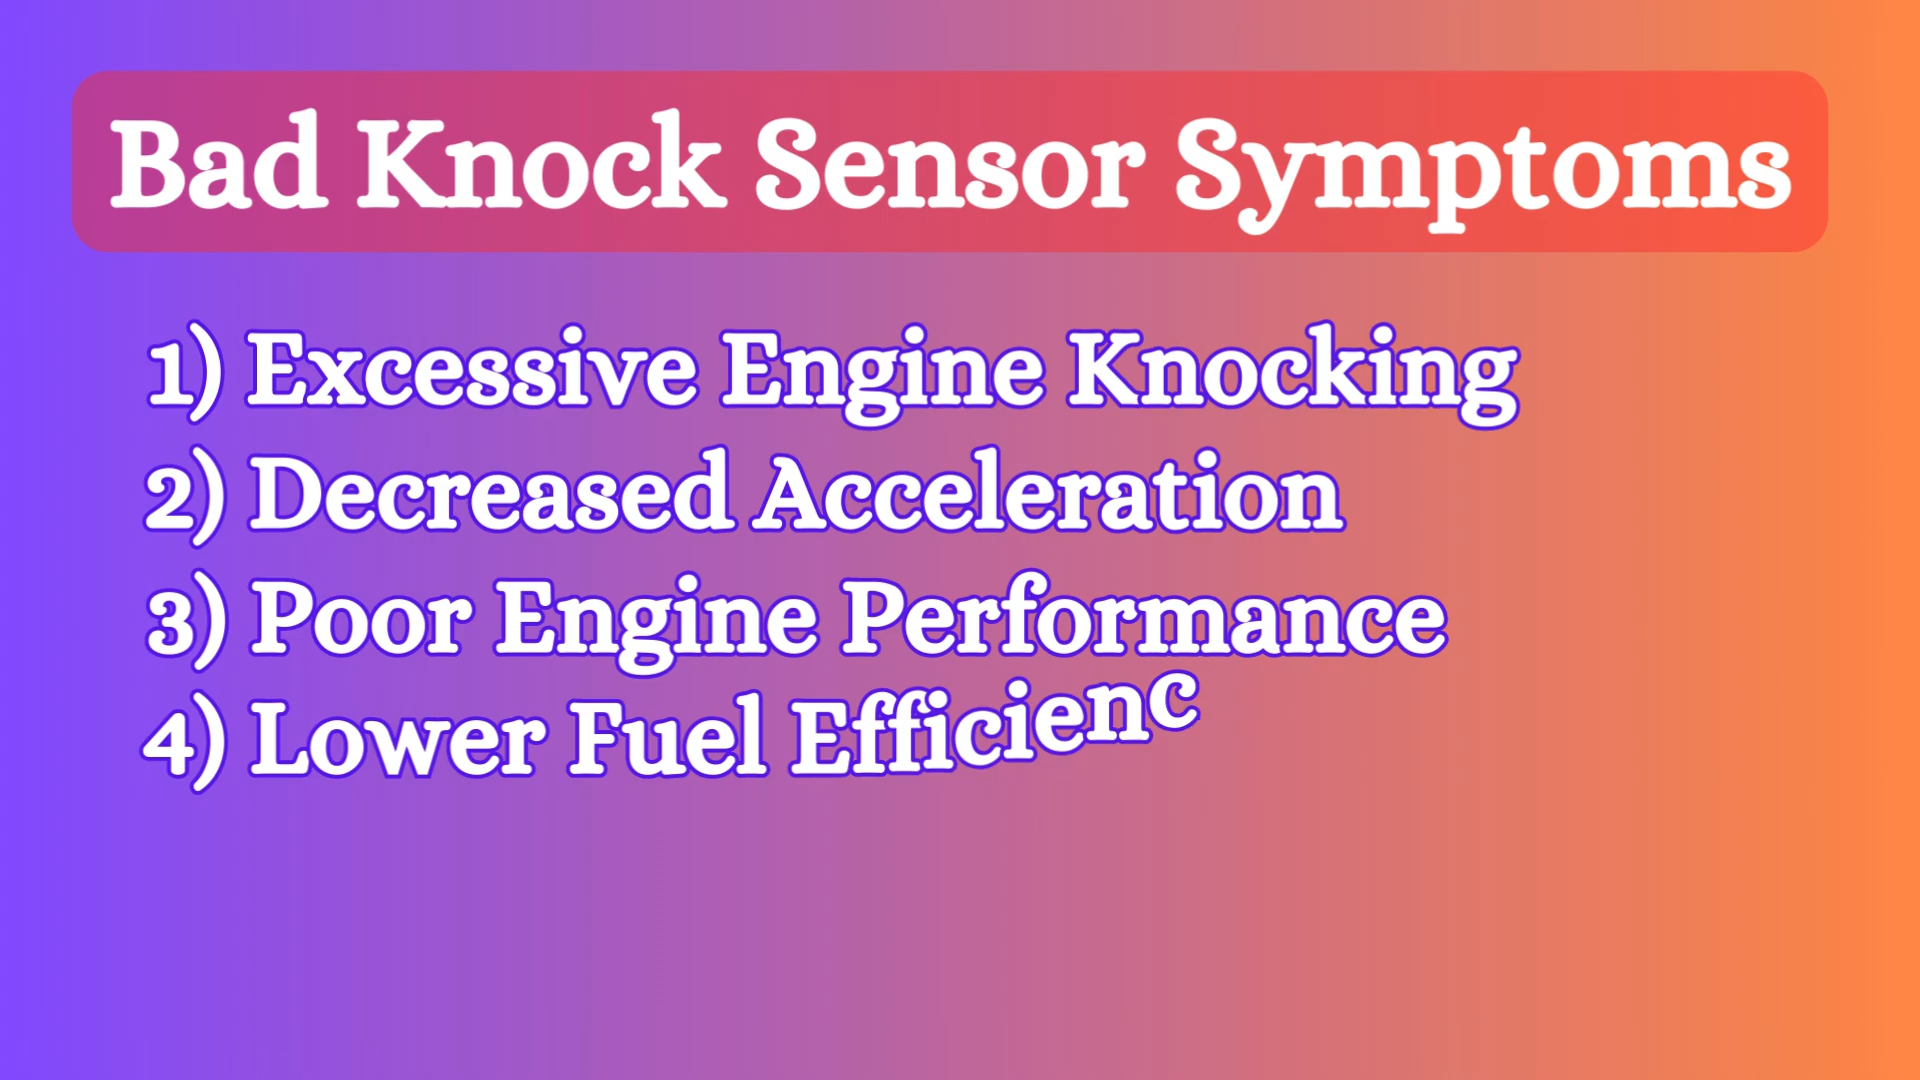 Bad Knock Sensor Symptoms
1) Excessive Engine Knocking
2) Decreased Acceleration
3) Poor Engine Performance
4) Lower Fuel Efficienc